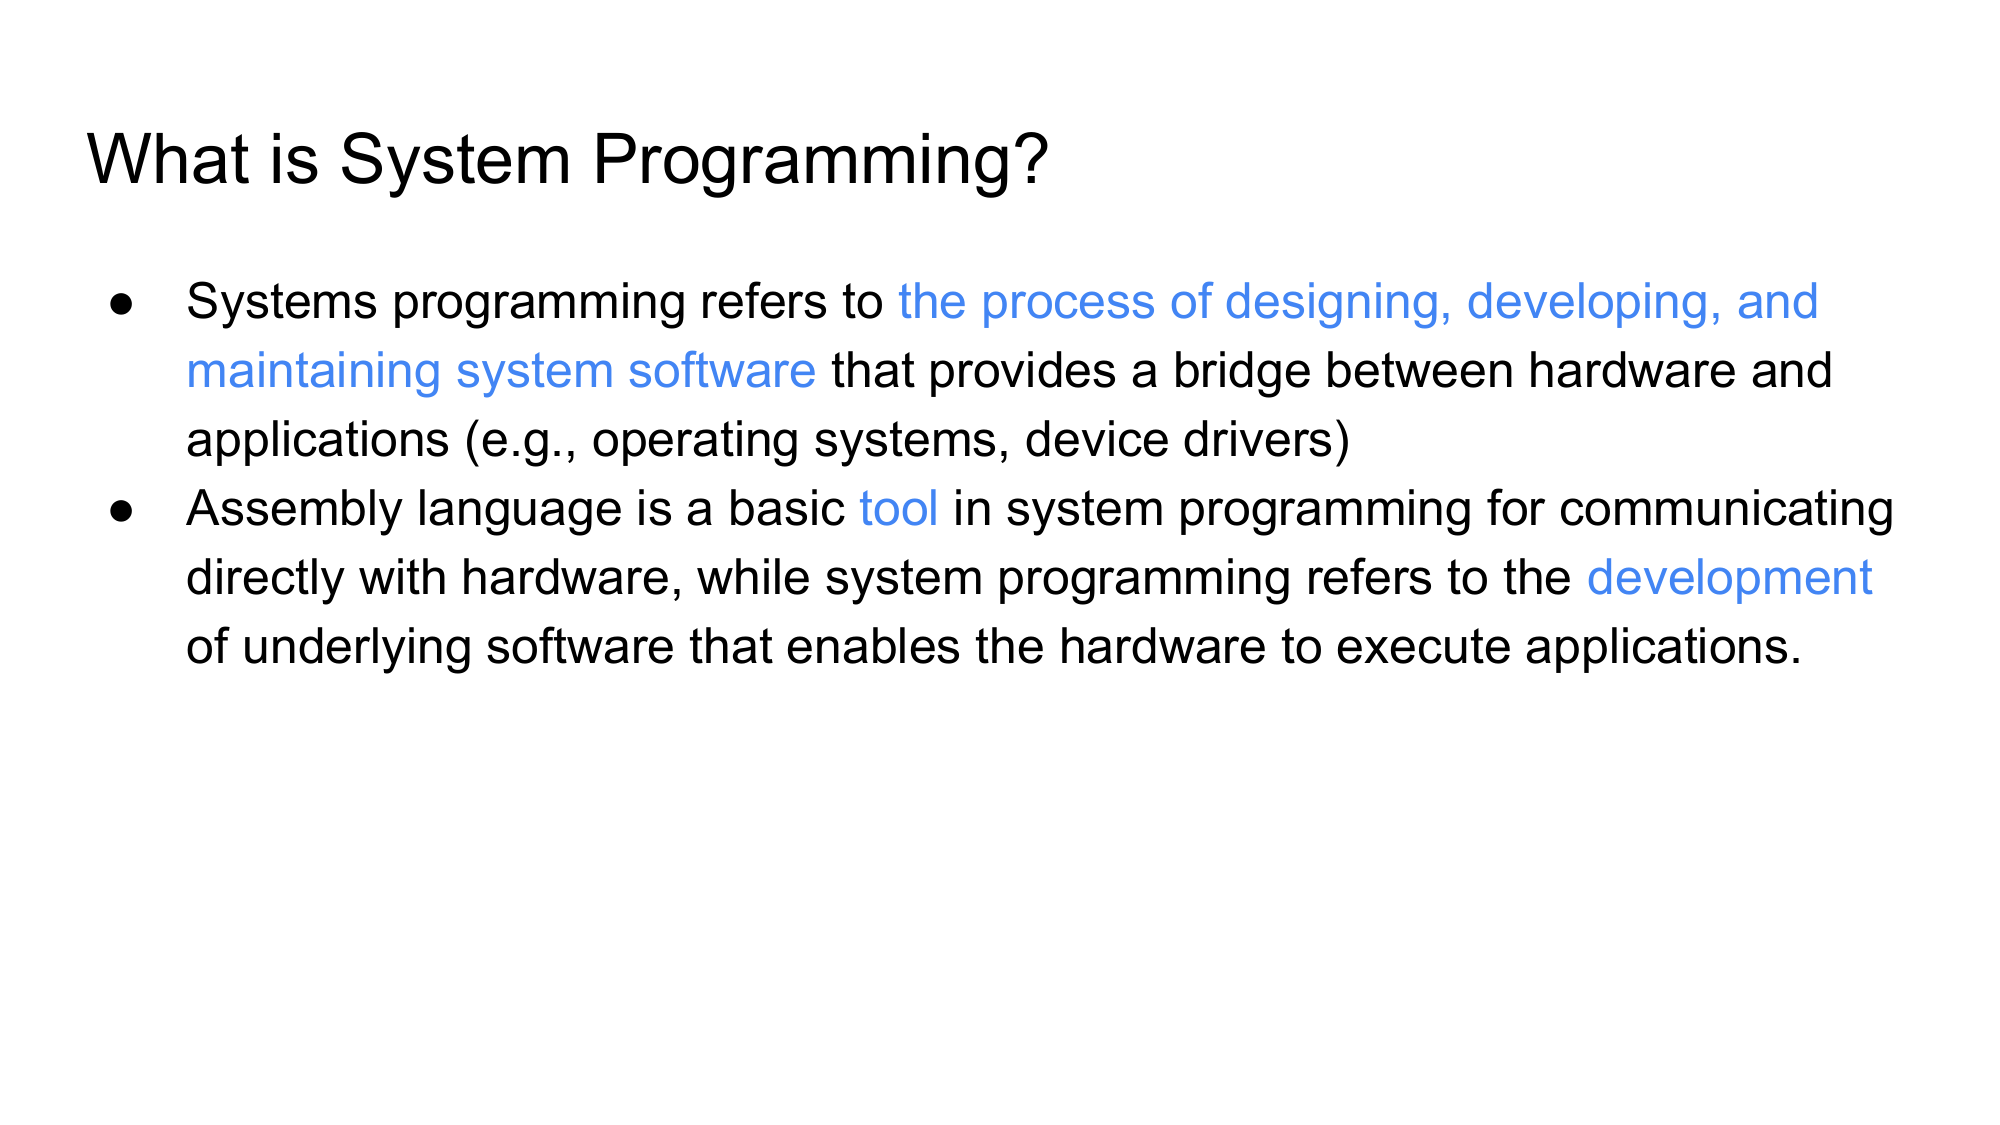 What is System Programming?
● Systems programming refers to the process of designing, developing, and
maintaining system software that provides a bridge between hardware and
applications (e.g., operating systems, device drivers)
● Assembly language is a basic tool in system programming for communicating
directly with hardware, while system programming refers to the development
of underlying software that enables the hardware to execute applications.